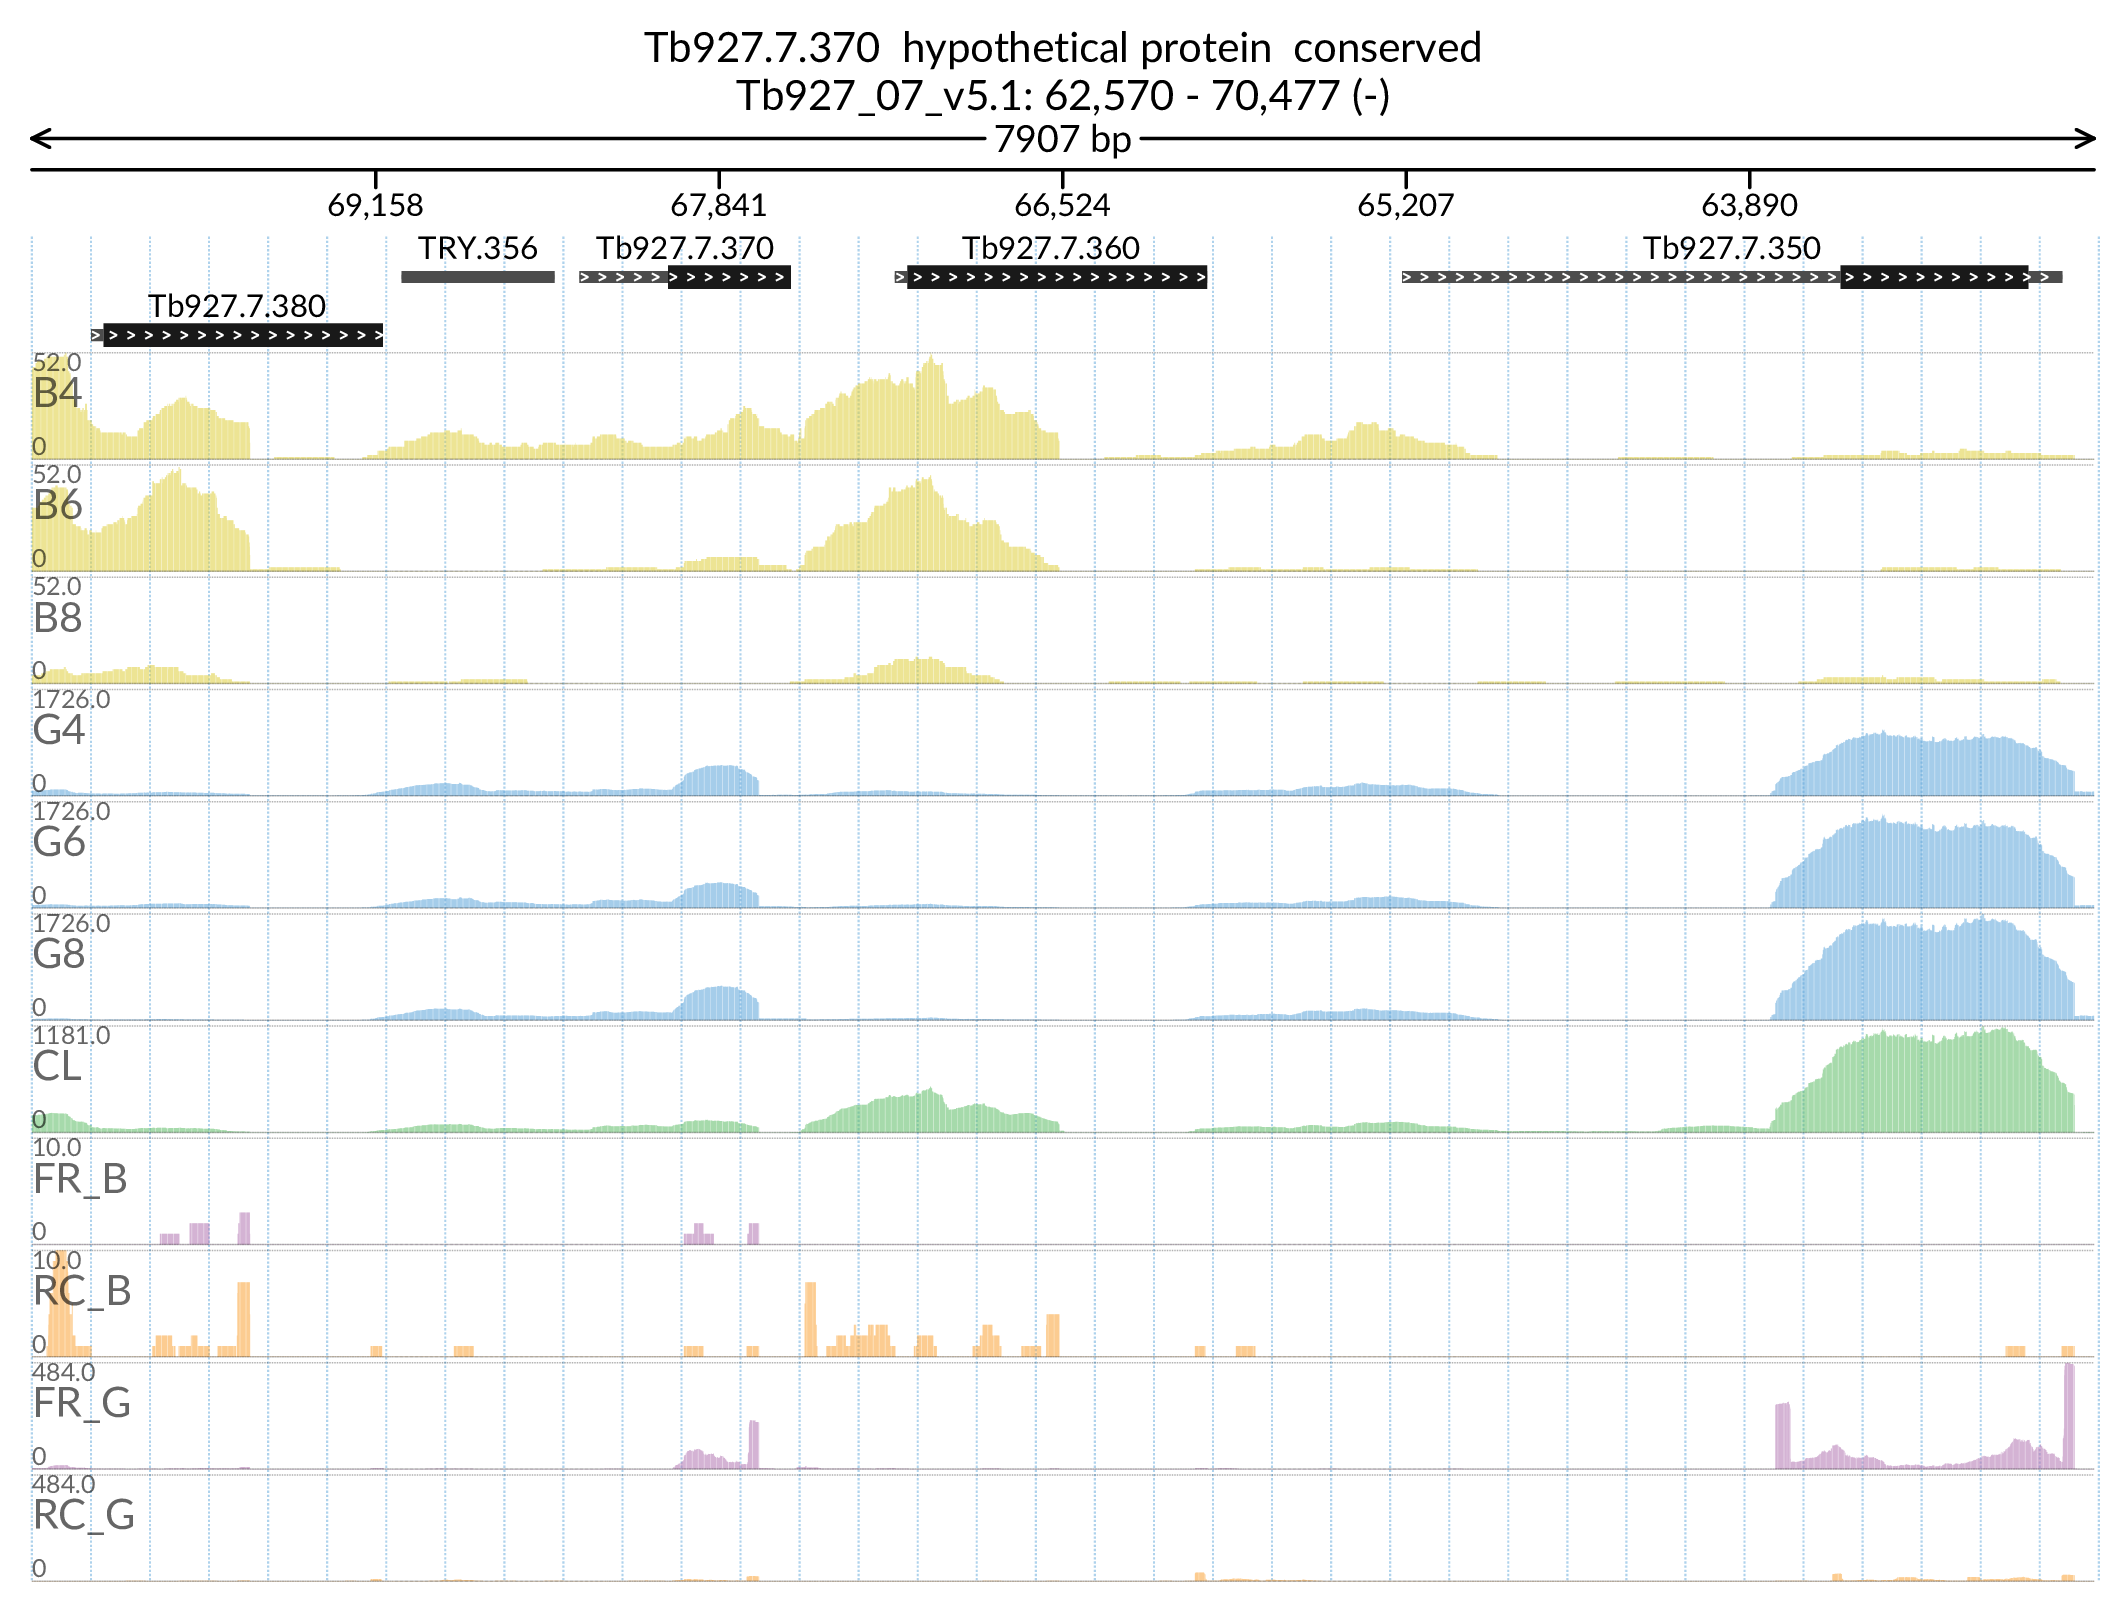 Tb927.7.370  hypothetical protein  conserved
Tb927_07_v5.1: 62,570 - 70,477 (-)
7907 bp
69,158 67,841 66,524 65,207 63,890
TRY.356 Tb927.7.370 Tb927.7.360 Tb927.7.350
Tb927.7.380
52.0
B4
0
52.0
B6
0
52.0
B8
0
1726.0
G4
0
1726.0
G6
0
1726.0
G8
0
1181.0
CL
0
10.0
FR_B
0
10.0
RC_B
0
484.0
FR_G
0
484.0
RC_G
0